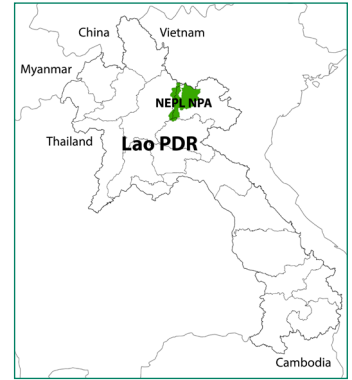 China
Vietnam
Myanmar
NEPL NPA
Thailand
Lao PDR
Cambodia